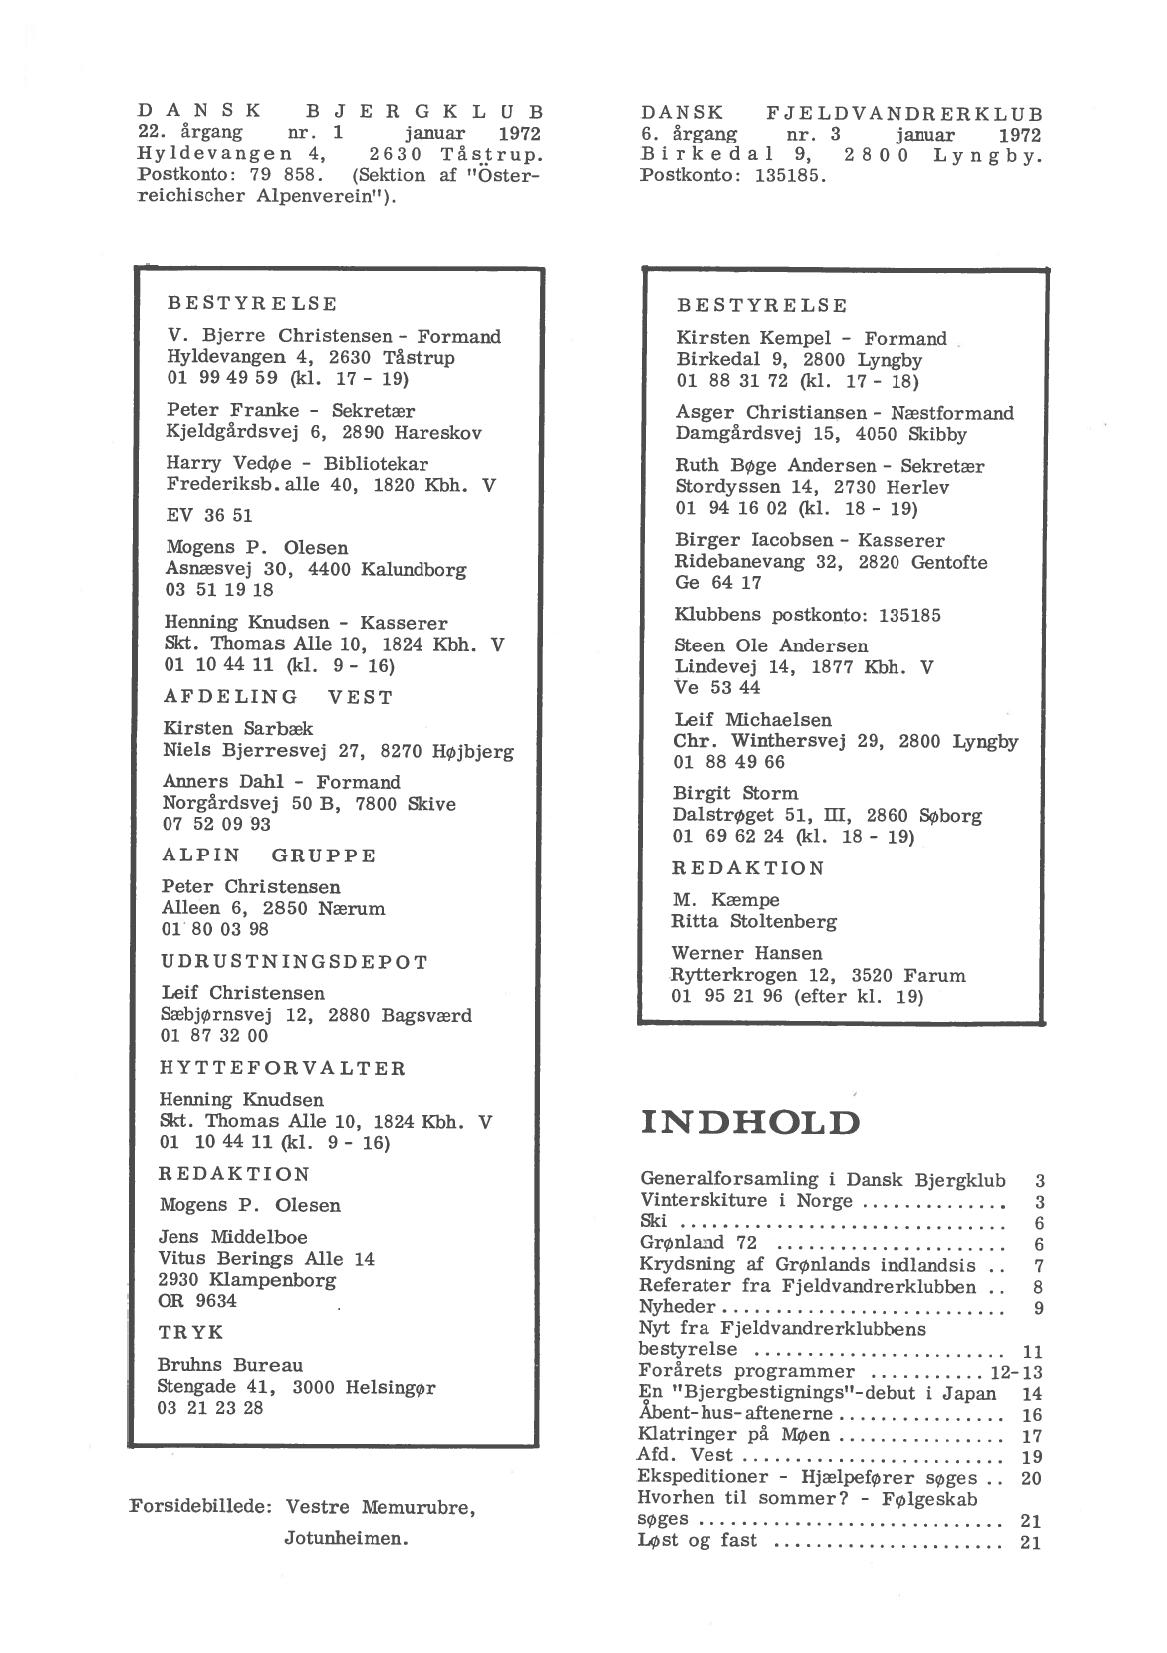 DANSK BJERGKLUB
22. årgang nr. 1 januar 1972
Hyldevangen 4, 2630 Tåstrup.
Postkonto: 79 858. (Sektion af "Öster-
reichischer Alpenverein").
BESTYRELSE
V. Bjerre Christensen - Formand
Hyldevangen 4, 2630 Tåstrup
01 99 49 59 (kl. 17 - 19)
Peter Franke - Sekretær
Kjeldgårdsvej 6, 2890 Hareskov
Harry Vedøe - Bibliotekar
Frederiksb. alle 40, 1820 Kbh. V
EV 36 51
Mogens P. Olesen
Asnæsvej 30, 4400 Kalundborg
03 51 19 18
Henning Knudsen - Kasserer
Skt. Thomas Alle 10, 1824 Kbh. V
01 10 44 11 (kl. 9 - 16)
AFDELING VEST
Kirsten Sarbæk
Niels Bjerresvej 27, 8270 Højbjerg
Anners Dahl - Formand
Norgårdsvej 50 B, 7800 Skive
07 52 09 93
ALPIN GRUPPE
Peter Christensen
Alleen 6, 2850 Nærum
01 80 03 98
UDRUSTNINGSDEPOT
Leif Christensen
Sæbjørnsvej 12, 2880 Bagsværd
01 87 32 00
HYTTEFORVALTER
Henning Knudsen
Skt. Thomas Alle 10, 1824 Kbh. V
01 10 44 11 (kl. 9 - 16)
REDAKTION
Mogens P. Olesen
Jens Middelboe
Vitus Berings Alle 14
2930 Klampenborg
OR 9634
TRYK
Bruhns Bureau
Stengade 41, 3000 Helsingør
03 21 23 28
Forsidebillede: Vestre Memurubre,
Jotunheimen.
DANSK FJELDVANDRERKLUB
6. årgang nr. 3 januar 1972
Birkedal 9, 2800 Lyngby.
Postkonto: 135185.
BESTYRELSE
Kirsten Kempel - Formand
Birkedal 9, 2800 Lyngby
01 88 31 72 (kl. 17 - 18)
Asger Christiansen - Næstformand
Damgårdsvej 15, 4050 Skibby
Ruth Bøge Andersen - Sekretær
Stordyssen 14, 2730 Herlev
01 94 16 02 (kl. 18 - 19)
Birger Iacobsen - Kasserer
Ridebanevang 32, 2820 Gentofte
Ge 64 17
Klubbens postkonto: 135185
Steen Ole Andersen
Lindevej 14, 1877 Kbh. V
Ve 53 44
Leif Michaelsen
Chr. Winthersvej 29, 2800 Lyngby
01 88 49 66
Birgit Storm
Dalstrøget 51, III, 2860 Søborg
01 69 62 24 (kl. 18 - 19)
REDAKTION
M. Kæmpe
Ritta Stoltenberg
Werner Hansen
Rytterkrogen 12, 3520 Farum
01 95 21 96 (efter kl. 19)
INDHOLD
Generalforsamling i Dansk Bjergklub 3
Vinterskiture i Norge .............. 3
Ski ............................... 6
Grønland 72 ...................... 6
Krydsning af Grønlands indlandsis .. 7
Referater fra Fjeldvandrerklubben .. 8
Nyheder ........................... 9
Nyt fra Fjeldvandrerklubbens
bestyrelse ........................ 11
Forårets programmer ........... 12-13
En "Bjergbestignings"-debut i Japan 14
Åbent-hus-aftenerne ................ 16
Klatringer på Møen ................ 17
Afd. Vest ......................... 19
Ekspeditioner - Hjælpefører søges .. 20
Hvorhen til sommer? - Følgeskab
søges ............................. 21
Løst og fast ...................... 21